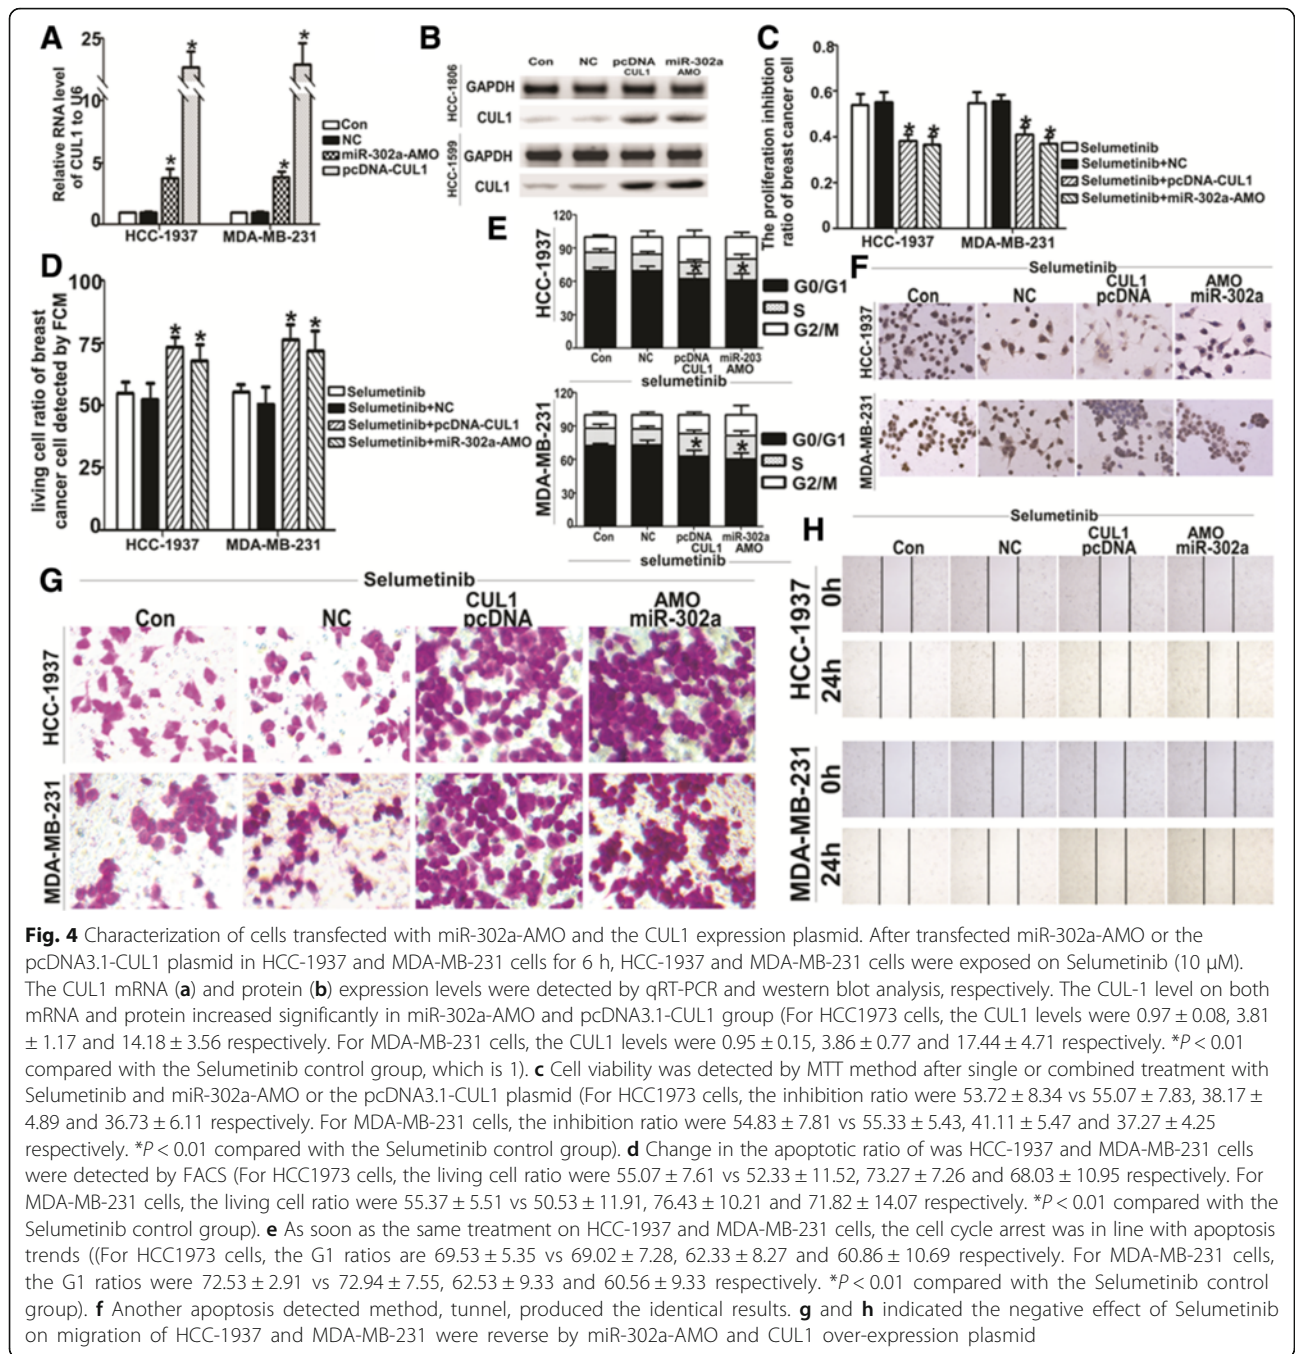 A
Relative RNA level
of CUL1 to U6
25
10
5
0
*
*
*
*
HCC-1937
MDA-MB-231
Con
NC
miR-302a-AMO
pcDNA-CUL1
B
Con
NC
pcDNA
CUL1
miR-302a
AMO
HCC-1806
GAPDH
CUL1
HCC-1599
GAPDH
CUL1
C
The proliferation inhibtion
ratio of breast cancer cell
0.8
0.6
0.4
0.2
0
*
*
*
*
HCC-1937
MDA-MB-231
Selumetinib
Selumetinib+NC
Selumetinib+pcDNA-CUL1
Selumetinib+miR-302a-AMO
D
living cell ratio of breast
cancer cell detected by FCM
100
75
50
25
0
*
*
*
*
HCC-1937
MDA-MB-231
Selumetinib
Selumetinib+NC
Selumetinib+pcDNA-CUL1
Selumetinib+miR-302a-AMO
E
HCC-1937
120
90
60
30
0
*
*
Con
NC
pcDNA
CUL1
miR-203
AMO
selumetinib
G0/G1
S
G2/M
MDA-MB-231
120
90
60
30
0
*
*
Con
NC
pcDNA
CUL1
miR-302a
AMO
selumetinib
G0/G1
S
G2/M
F
Selumetinib
Con
NC
CUL1
pcDNA
AMO
miR-302a
HCC-1937
MDA-MB-231
G
Selumetinib
Con
NC
CUL1
pcDNA
AMO
miR-302a
HCC-1937
MDA-MB-231
H
Selumetinib
Con
NC
CUL1
pcDNA
AMO
miR-302a
HCC-1937
0h
24h
MDA-MB-231
0h
24h
Fig. 4 Characterization of cells transfected with miR-302a-AMO and the CUL1 expression plasmid. After transfected miR-302a-AMO or the
pcDNA3.1-CUL1 plasmid in HCC-1937 and MDA-MB-231 cells for 6 h, HCC-1937 and MDA-MB-231 cells were exposed on Selumetinib (10 μM).
The CUL1 mRNA (a) and protein (b) expression levels were detected by qRT-PCR and western blot analysis, respectively. The CUL-1 level on both
mRNA and protein increased significantly in miR-302a-AMO and pcDNA3.1-CUL1 group (For HCC1973 cells, the CUL1 levels were 0.97 ± 0.08, 3.81
± 1.17 and 14.18 ± 3.56 respectively. For MDA-MB-231 cells, the CUL1 levels were 0.95 ± 0.15, 3.86 ± 0.77 and 17.44 ± 4.71 respectively. *P < 0.01
compared with the Selumetinib control group, which is 1). c Cell viability was detected by MTT method after single or combined treatment with
Selumetinib and miR-302a-AMO or the pcDNA3.1-CUL1 plasmid (For HCC1973 cells, the inhibition ratio were 53.72 ± 8.34 vs 55.07 ± 7.83, 38.17 ±
4.89 and 36.73 ± 6.11 respectively. For MDA-MB-231 cells, the inhibition ratio were 54.83 ± 7.81 vs 55.33 ± 5.43, 41.11 ± 5.47 and 37.27 ± 4.25
respectively. *P < 0.01 compared with the Selumetinib control group). d Change in the apoptotic ratio of was HCC-1937 and MDA-MB-231 cells
were detected by FACS (For HCC1973 cells, the living cell ratio were 55.07 ± 7.61 vs 52.33 ± 11.52, 73.27 ± 7.26 and 68.03 ± 10.95 respectively. For
MDA-MB-231 cells, the living cell ratio were 55.37 ± 5.51 vs 50.53 ± 11.91, 76.43 ± 10.21 and 71.82 ± 14.07 respectively. *P < 0.01 compared with the
Selumetinib control group). e As soon as the same treatment on HCC-1937 and MDA-MB-231 cells, the cell cycle arrest was in line with apoptosis
trends ((For HCC1973 cells, the G1 ratios are 69.53 ± 5.35 vs 69.02 ± 7.28, 62.33 ± 8.27 and 60.86 ± 10.69 respectively. For MDA-MB-231 cells,
the G1 ratios were 72.53 ± 2.91 vs 72.94 ± 7.55, 62.53 ± 9.33 and 60.56 ± 9.33 respectively. *P < 0.01 compared with the Selumetinib control
group). f Another apoptosis detected method, tunnel, produced the identical results. g and h indicated the negative effect of Selumetinib
on migration of HCC-1937 and MDA-MB-231 were reverse by miR-302a-AMO and CUL1 over-expression plasmid